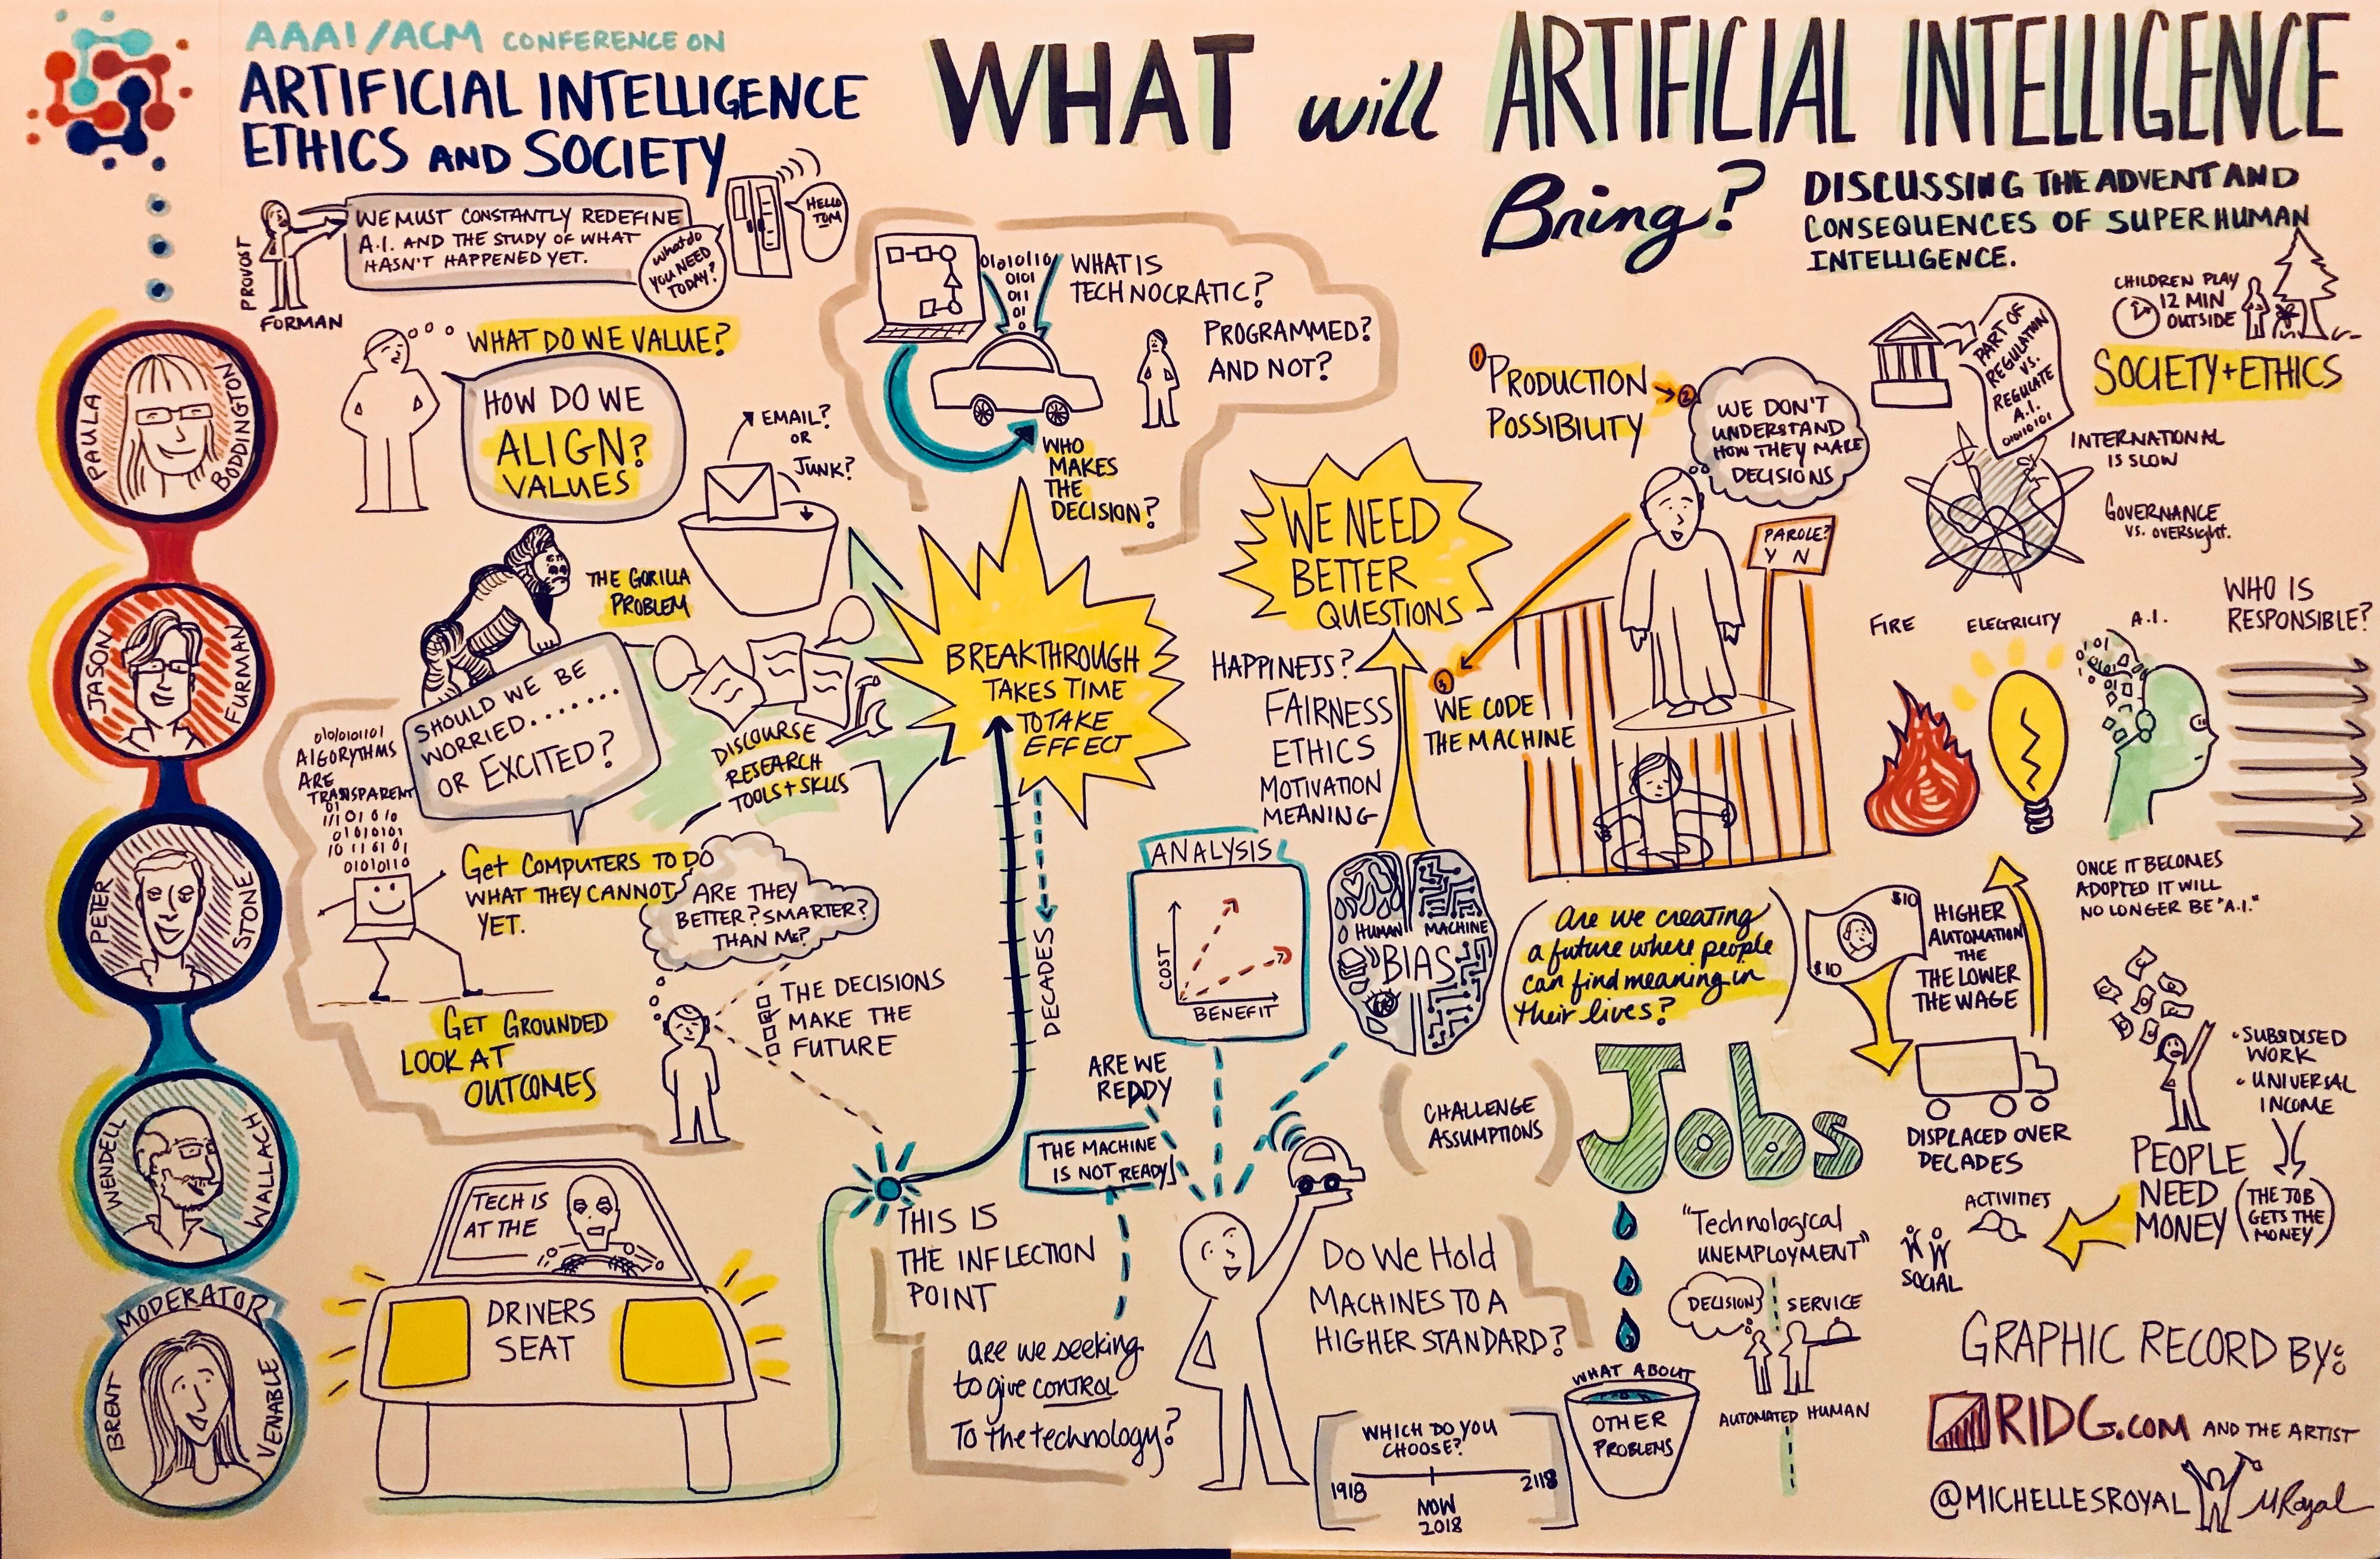 AAAI/ACM CONFERENCE ON
ARTIFICIAL INTELLIGENCE
ETHICS AND SOCIETY
WHAT will ARTIFICIAL INTELLIGENCE
Bring?
DISCUSSING THE ADVENT AND
CONSEQUENCES OF SUPER HUMAN
INTELLIGENCE.
PROVOST
FORMAN
WE MUST CONSTANTLY REDEFINE
A.I. AND THE STUDY OF WHAT
HASN'T HAPPENED YET.
What do
YOU NEED
TODAY?
HELLO
TOM
PAULA
BODDINGTON
JASON
FURMAN
PETER
STONE
WENDELL
WALLACH
MODERATOR
BRENT
VENABLE
WHAT DO WE VALUE?
HOW DO WE
ALIGN?
VALUES
EMAIL?
OR
JUNK?
THE GORILLA
PROBLEM
SHOULD WE BE
WORRIED.......
OR EXCITED?
DISCOURSE
RESEARCH
TOOLS + SKLLS
0101010110
0101
011
01
WHAT IS
TECHNOCRATIC?
PROGRAMMED?
AND NOT?
WHO
MAKES
THE
DECISION?
BREAKTHROUGH
TAKES TIME
TO TAKE
EFFECT
DECADES
0101010101
ALGORYTHMS
ARE
TRANSPARENT
01
1101010
0101010
10110101
01010110
GET COMPUTERS TO DO
WHAT THEY CANNOT
YET.
ARE THEY
BETTER? SMARTER?
THAN ME?
GET GROUNDED
LOOK AT
OUTCOMES
THE DECISIONS
MAKE THE
FUTURE
TECH IS
AT THE
DRIVERS
SEAT
THIS IS
THE INFLECTION
POINT
are we seeking
to give CONTROL
To the technology?
ARE WE
REDDY
THE MACHINE
IS NOT READY
ANALYSIS
COST
BENEFIT
WE NEED
BETTER
QUESTIONS
HAPPINESS?
FAIRNESS
ETHICS
MOTIVATION
MEANING
HUMAN
MACHINE
BIAS
① PRODUCTION
POSSIBILITY
②
WE DON'T
UNDERSTAND
HOW THEY MAKE
DECISIONS
PAROLE?
Y N
③
WE CODE
THE MACHINE
Are we creating
a future where people
can find meaning in
their lives?
CHALLENGE
ASSUMPTIONS
DO WE HOLD
MACHINES TO A
HIGHER STANDARD?
WHICH DO YOU
CHOOSE?
1918
2118
NOW
2018
JOBS
WHAT ABOUT
OTHER
PROBLEMS
"Technological
UNEMPLOYMENT"
DECISION
SERVICE
AUTOMATED HUMAN
PART OF
REGULATION
VS.
REGULATE
A.I.
01010101
CHILDREN PLAY
12 MIN
OUTSIDE
SOCIETY + ETHICS
INTERNATIONAL
IS SLOW
GOVERNANCE
VS. OVERSIGHT.
FIRE
ELECTRICITY
A.I.
WHO IS
RESPONSIBLE?
ONCE IT BECOMES
ADOPTED IT WILL
NO LONGER BE "A.I."
$10
$10
HIGHER
AUTOMATION
THE
THE LOWER
THE WAGE
DISPLACED OVER
DECADES
• SUBSIDISED
WORK
• UNIVERSAL
INCOME
PEOPLE
NEED
MONEY
(THE JOB
GETS THE
MONEY)
ACTIVITIES
SOCIAL
GRAPHIC RECORD BY:
RIDG.COM AND THE ARTIST
@MICHELLESROYAL
MRoyal